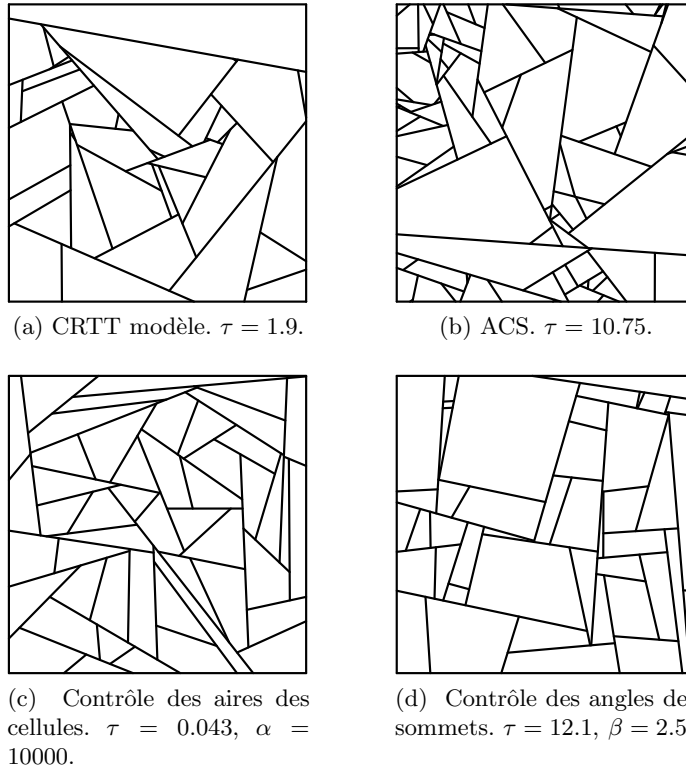 (a) CRTT modèle. τ = 1.9.
(b) ACS. τ = 10.75.
(c) Contrôle des aires des
cellules. τ = 0.043, α =
10000.
(d) Contrôle des angles de
sommets. τ = 12.1, β = 2.5